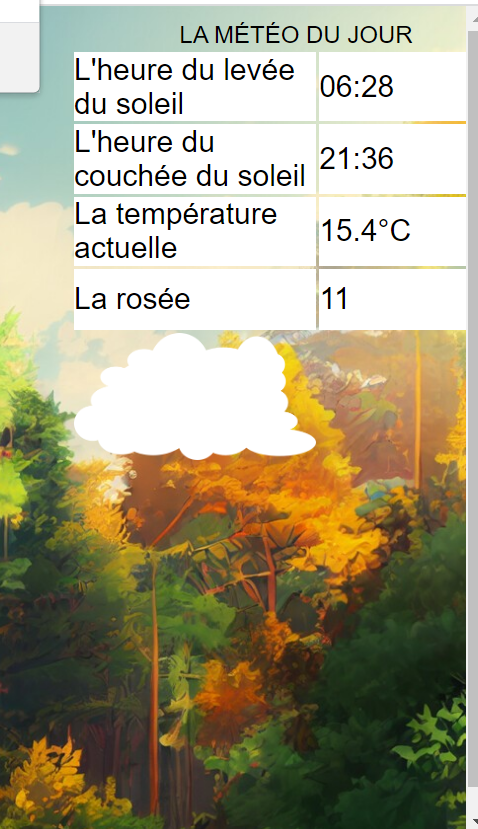 LA MÉTÉO DU JOUR
L'heure du levée
du soleil
06:28
L'heure du
couchée du soleil
21:36
La température
actuelle
15.4°C
La rosée
11